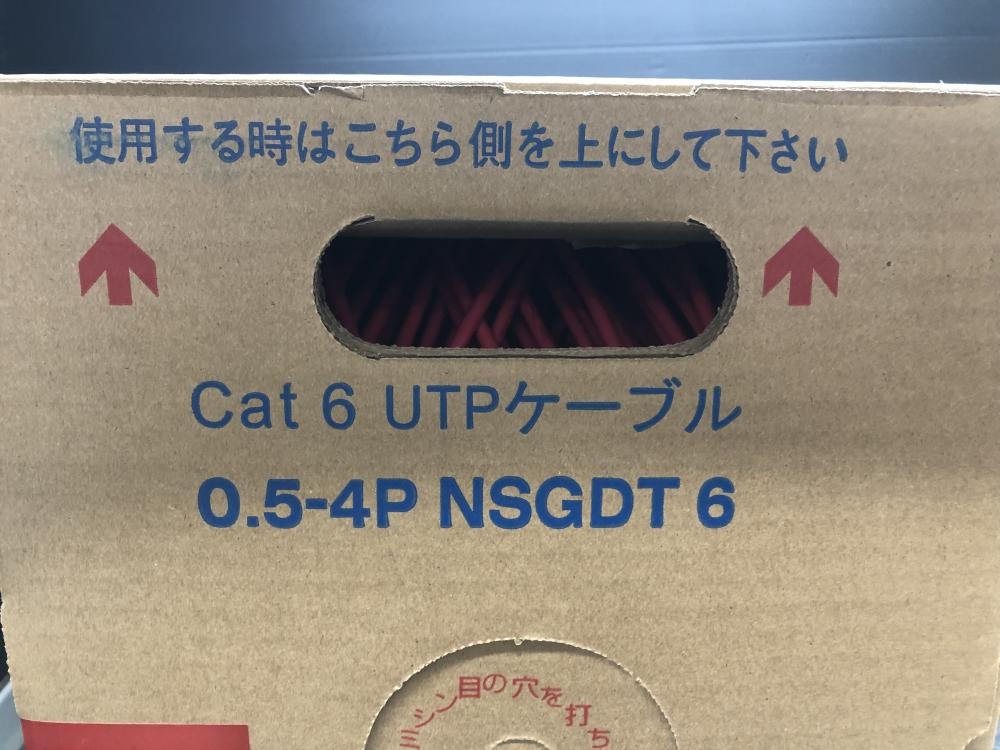 使用する時はこちら側を上にして下さい
Cat 6 UTPケーブル
0.5-4P NSGDT 6
ミシン目の穴を打ち